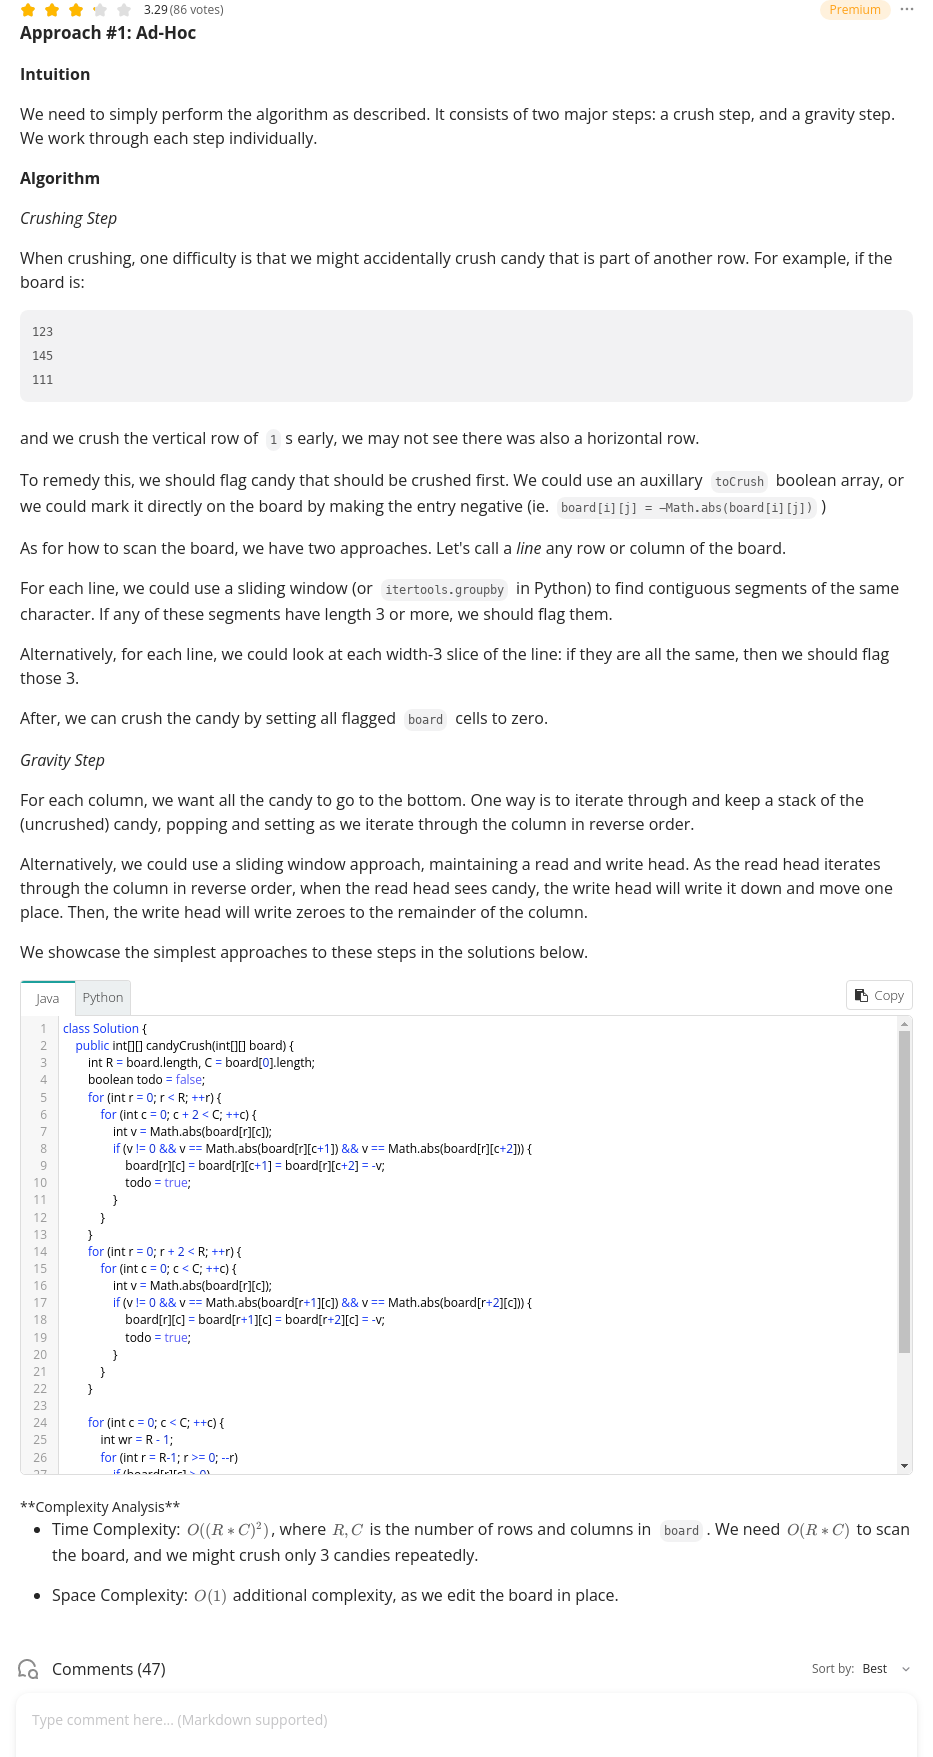 3.29 (86 votes)
Premium
Approach #1: Ad-Hoc
Intuition
We need to simply perform the algorithm as described. It consists of two major steps: a crush step, and a gravity step.
We work through each step individually.
Algorithm
Crushing Step
When crushing, one difficulty is that we might accidentally crush candy that is part of another row. For example, if the
board is:
123
145
111
and we crush the vertical row of 1 s early, we may not see there was also a horizontal row.
To remedy this, we should flag candy that should be crushed first. We could use an auxillary toCrush boolean array, or
we could mark it directly on the board by making the entry negative (ie. board[i][j] = -Math.abs(board[i][j]) )
As for how to scan the board, we have two approaches. Let's call a line any row or column of the board.
For each line, we could use a sliding window (or itertools.groupby in Python) to find contiguous segments of the same
character. If any of these segments have length 3 or more, we should flag them.
Alternatively, for each line, we could look at each width-3 slice of the line: if they are all the same, then we should flag
those 3.
After, we can crush the candy by setting all flagged board cells to zero.
Gravity Step
For each column, we want all the candy to go to the bottom. One way is to iterate through and keep a stack of the
(uncrushed) candy, popping and setting as we iterate through the column in reverse order.
Alternatively, we could use a sliding window approach, maintaining a read and write head. As the read head iterates
through the column in reverse order, when the read head sees candy, the write head will write it down and move one
place. Then, the write head will write zeroes to the remainder of the column.
We showcase the simplest approaches to these steps in the solutions below.
Java Python Copy
1 class Solution {
2 public int[][] candyCrush(int[][] board) {
3 int R = board.length, C = board[0].length;
4 boolean todo = false;
5 for (int r = 0; r < R; ++r) {
6 for (int c = 0; c + 2 < C; ++c) {
7 int v = Math.abs(board[r][c]);
8 if (v != 0 && v == Math.abs(board[r][c+1]) && v == Math.abs(board[r][c+2])) {
9 board[r][c] = board[r][c+1] = board[r][c+2] = -v;
10 todo = true;
11 }
12 }
13 }
14 for (int r = 0; r + 2 < R; ++r) {
15 for (int c = 0; c < C; ++c) {
16 int v = Math.abs(board[r][c]);
17 if (v != 0 && v == Math.abs(board[r+1][c]) && v == Math.abs(board[r+2][c])) {
18 board[r][c] = board[r+1][c] = board[r+2][c] = -v;
19 todo = true;
20 }
21 }
22 }
23
24 for (int c = 0; c < C; ++c) {
25 int wr = R - 1;
26 for (int r = R-1; r >= 0; --r)
27 if (board[r][c] > 0)
**Complexity Analysis**
• Time Complexity: O((R * C)²), where R, C is the number of rows and columns in board . We need O(R * C) to scan
the board, and we might crush only 3 candies repeatedly.
• Space Complexity: O(1) additional complexity, as we edit the board in place.
Comments (47)
Sort by: Best
Type comment here... (Markdown supported)